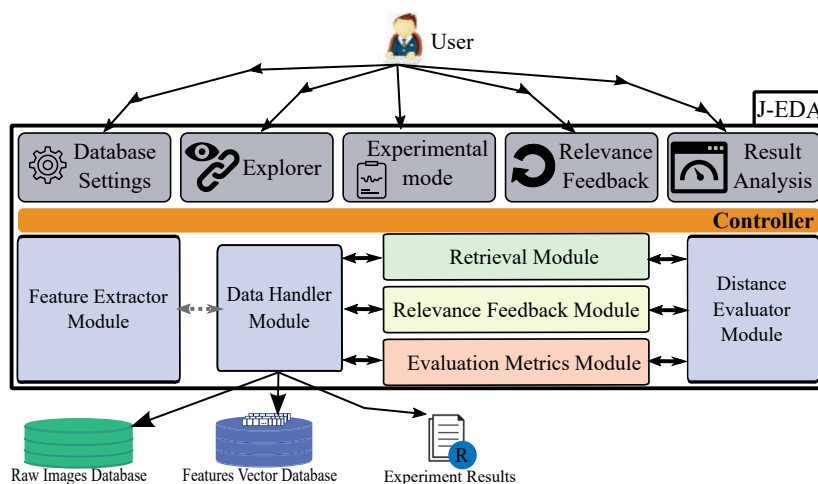 User
J-EDA
Database
Settings
Explorer
Experimental
mode
Relevance
Feedback
Result
Analysis
Controller
Feature Extractor
Module
Data Handler
Module
Retrieval Module
Relevance Feedback Module
Evaluation Metrics Module
Distance
Evaluator
Module
R
Raw Images Database
Features Vector Database
Experiment Results